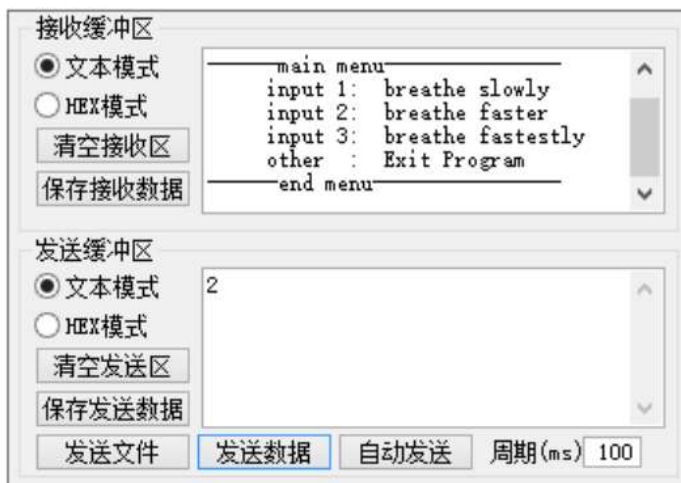 接收缓冲区
文本模式
HEX模式
清空接收区
保存接收数据
main menu
input 1: breathe slowly
input 2: breathe faster
input 3: breathe fastestly
other : Exit Program
end menu
发送缓冲区
文本模式
HEX模式
清空发送区
保存发送数据
2
发送文件 发送数据 自动发送 周期(ms) 100